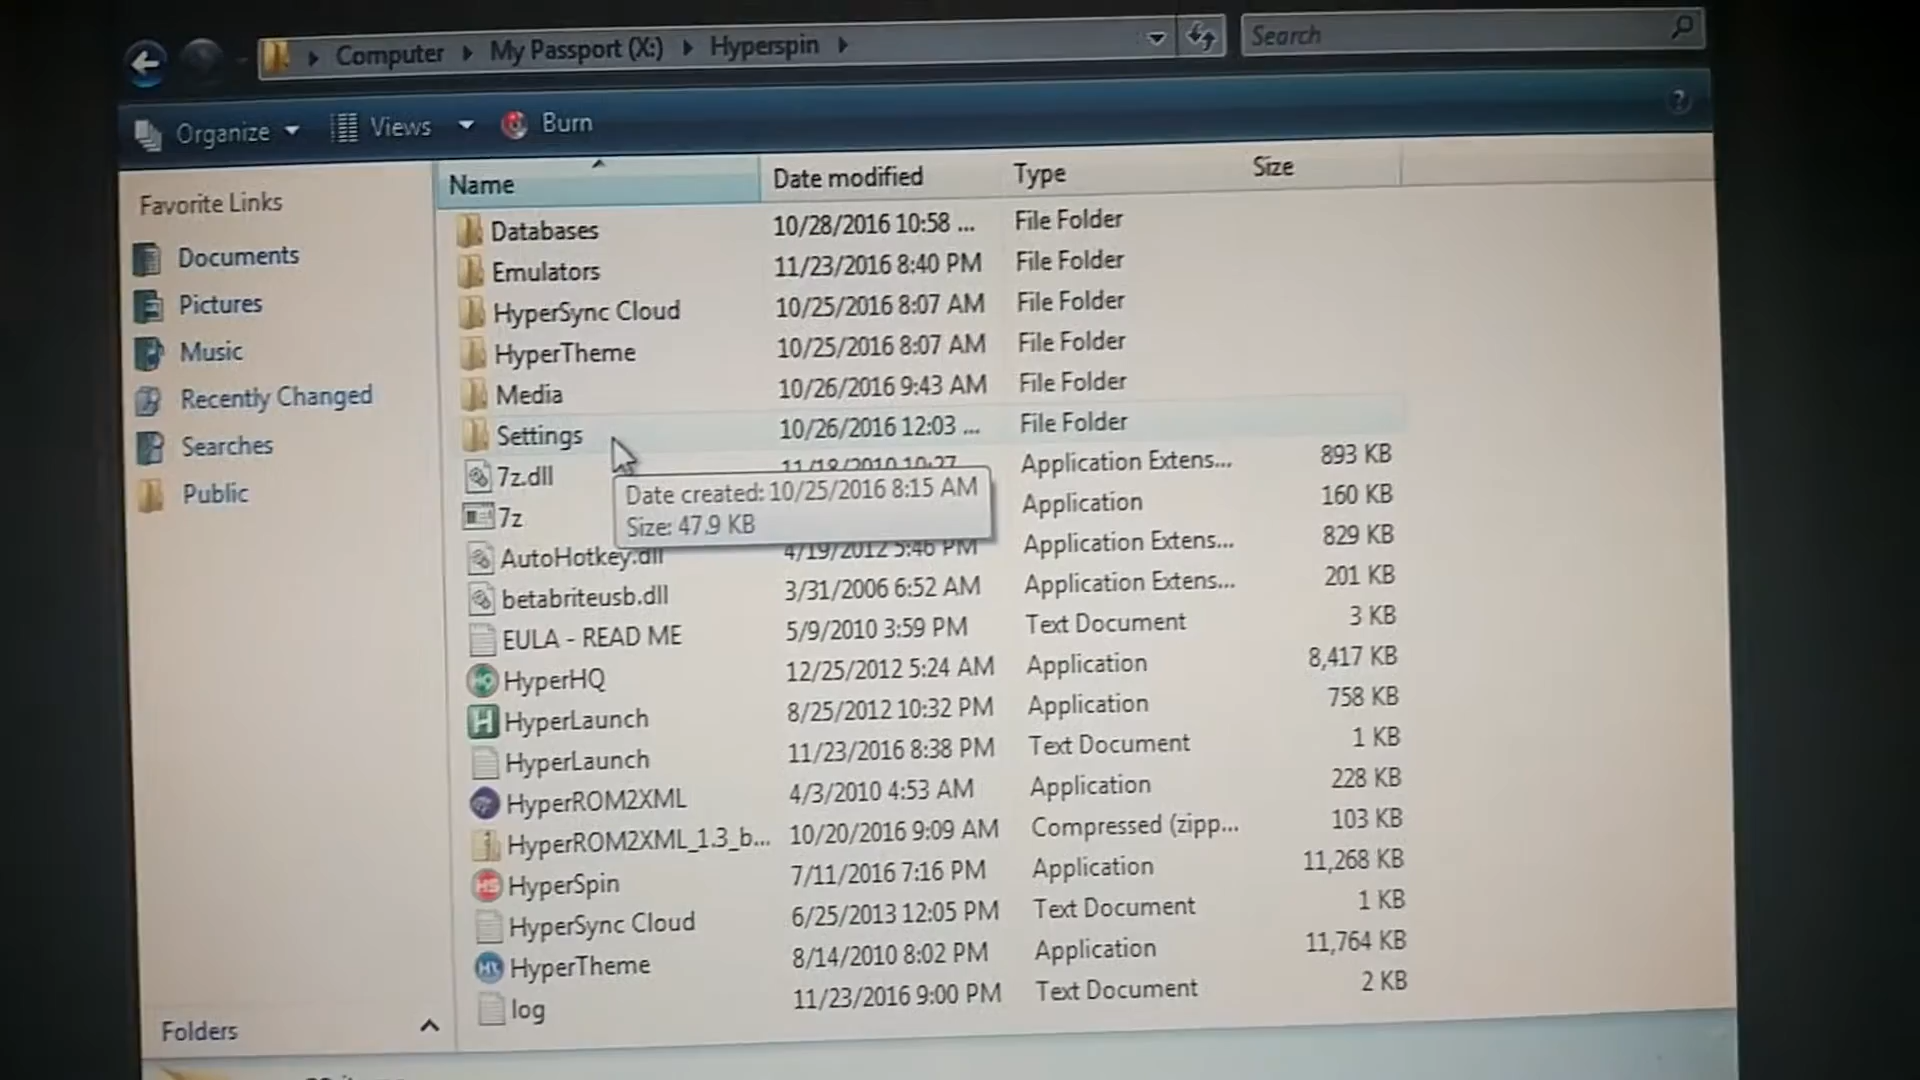 Computer My Passport (X:) Hyperspin Search
Organize Views Burn ?
Favorite Links
Documents
Pictures
Music
Recently Changed
Searches
Public
Folders
Name Date modified Type Size
Databases 10/28/2016 10:58 ... File Folder
Emulators 11/23/2016 8:40 PM File Folder
HyperSync Cloud 10/25/2016 8:07 AM File Folder
HyperTheme 10/25/2016 8:07 AM File Folder
Media 10/26/2016 9:43 AM File Folder
Settings 10/26/2016 12:03 ... File Folder
7z.dll 11/18/2010 10:27 Application Extens... 893 KB
Date created: 10/25/2016 8:15 AM
Size: 47.9 KB
7z Application 160 KB
AutoHotkey.dll 4/19/2012 5:46 PM Application Extens... 829 KB
betabriteusb.dll 3/31/2006 6:52 AM Application Extens... 201 KB
EULA - READ ME 5/9/2010 3:59 PM Text Document 3 KB
HyperHQ 12/25/2012 5:24 AM Application 8,417 KB
HyperLaunch 8/25/2012 10:32 PM Application 758 KB
HyperLaunch 11/23/2016 8:38 PM Text Document 1 KB
HyperROM2XML 4/3/2010 4:53 AM Application 228 KB
HyperROM2XML_1.3_b... 10/20/2016 9:09 AM Compressed (zipp... 103 KB
HS HyperSpin 7/11/2016 7:16 PM Application 11,268 KB
HyperSync Cloud 6/25/2013 12:05 PM Text Document 1 KB
Ht HyperTheme 8/14/2010 8:02 PM Application 11,764 KB
log 11/23/2016 9:00 PM Text Document 2 KB